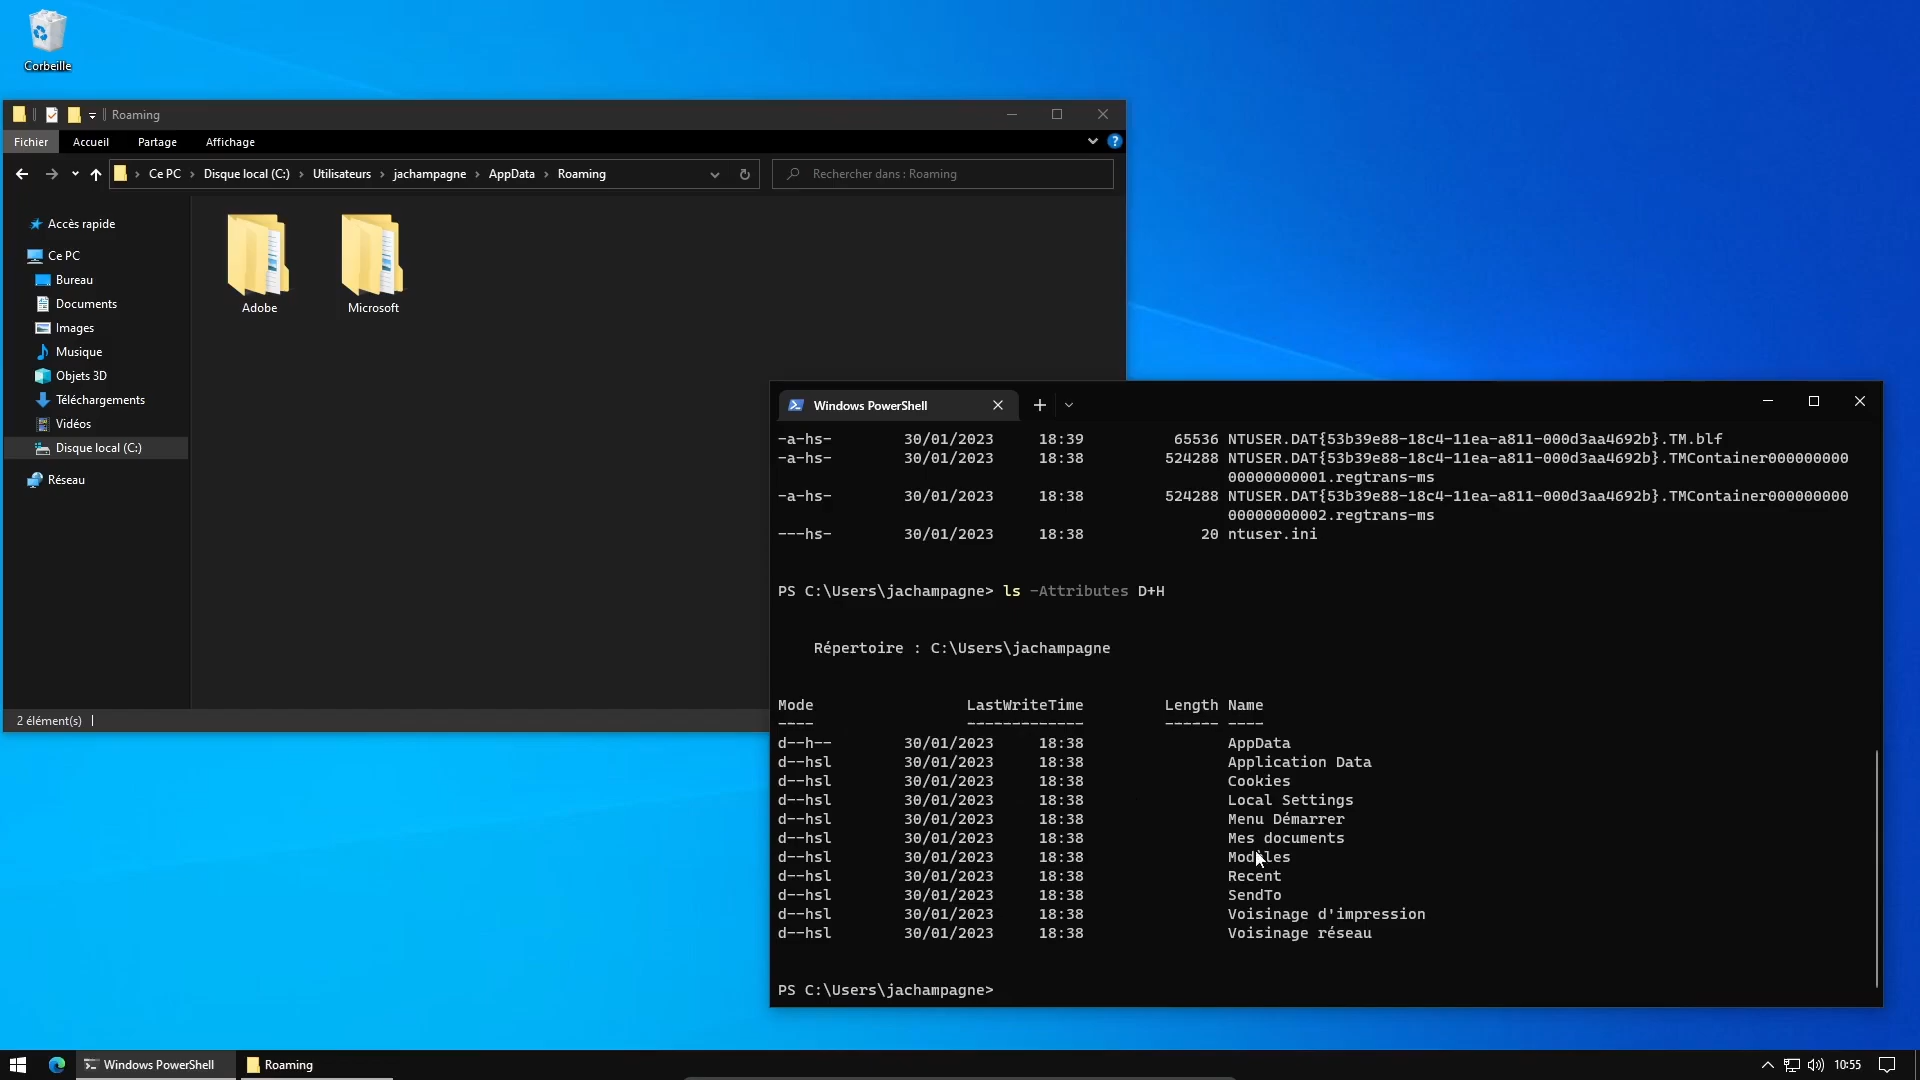 Corbeille
Roaming
Fichier Accueil Partage Affichage
Ce PC Disque local (C:) Utilisateurs jachampagne AppData Roaming
Rechercher dans : Roaming
Accès rapide
Ce PC
Bureau
Documents
Images
Musique
Objets 3D
Téléchargements
Vidéos
Disque local (C:)
Réseau
Adobe
Microsoft
2 élément(s)
Windows PowerShell
-a-hs- 30/01/2023 18:39 65536 NTUSER.DAT{53b39e88-18c4-11ea-a811-000d3aa4692b}.TM.blf
-a-hs- 30/01/2023 18:38 524288 NTUSER.DAT{53b39e88-18c4-11ea-a811-000d3aa4692b}.TMContainer000000000
00000000001.regtrans-ms
-a-hs- 30/01/2023 18:38 524288 NTUSER.DAT{53b39e88-18c4-11ea-a811-000d3aa4692b}.TMContainer000000000
00000000002.regtrans-ms
---hs- 30/01/2023 18:38 20 ntuser.ini
PS C:\Users\jachampagne> ls -Attributes D+H
Répertoire : C:\Users\jachampagne
Mode LastWriteTime Length Name
---- ------------- ------ ----
d--h-- 30/01/2023 18:38 AppData
d--hsl 30/01/2023 18:38 Application Data
d--hsl 30/01/2023 18:38 Cookies
d--hsl 30/01/2023 18:38 Local Settings
d--hsl 30/01/2023 18:38 Menu Démarrer
d--hsl 30/01/2023 18:38 Mes documents
d--hsl 30/01/2023 18:38 Modèles
d--hsl 30/01/2023 18:38 Recent
d--hsl 30/01/2023 18:38 SendTo
d--hsl 30/01/2023 18:38 Voisinage d'impression
d--hsl 30/01/2023 18:38 Voisinage réseau
PS C:\Users\jachampagne>
Windows PowerShell
Roaming
10:55